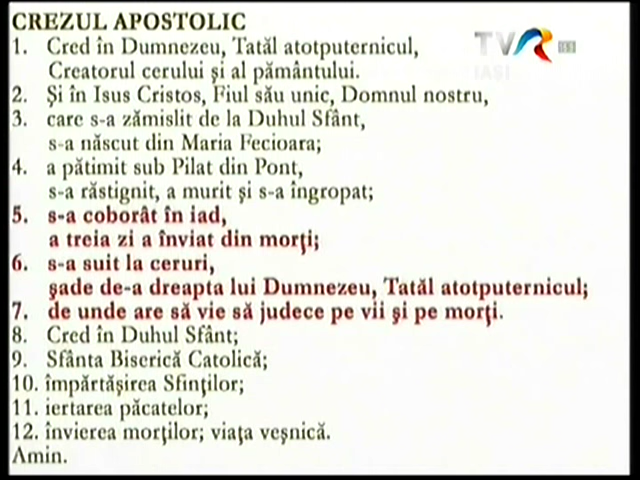 CREZUL APOSTOLIC
TVR
IAȘI
1. Cred în Dumnezeu, Tatăl atotputernicul,
Creatorul cerului şi al pământului.
2. Şi în Isus Cristos, Fiul său unic, Domnul nostru,
3. care s-a zămislit de la Duhul Sfânt,
s-a născut din Maria Fecioara;
4. a pătimit sub Pilat din Pont,
s-a răstignit, a murit şi s-a îngropat;
5. s-a coborât în iad,
a treia zi a înviat din morţi;
6. s-a suit la ceruri,
şade de-a dreapta lui Dumnezeu, Tatăl atotputernicul;
7. de unde are să vie să judece pe vii şi pe morţi.
8. Cred în Duhul Sfânt;
9. Sfânta Biserică Catolică;
10. împărtăşirea Sfinţilor;
11. iertarea păcatelor;
12. învierea morţilor; viaţa veşnică.
Amin.